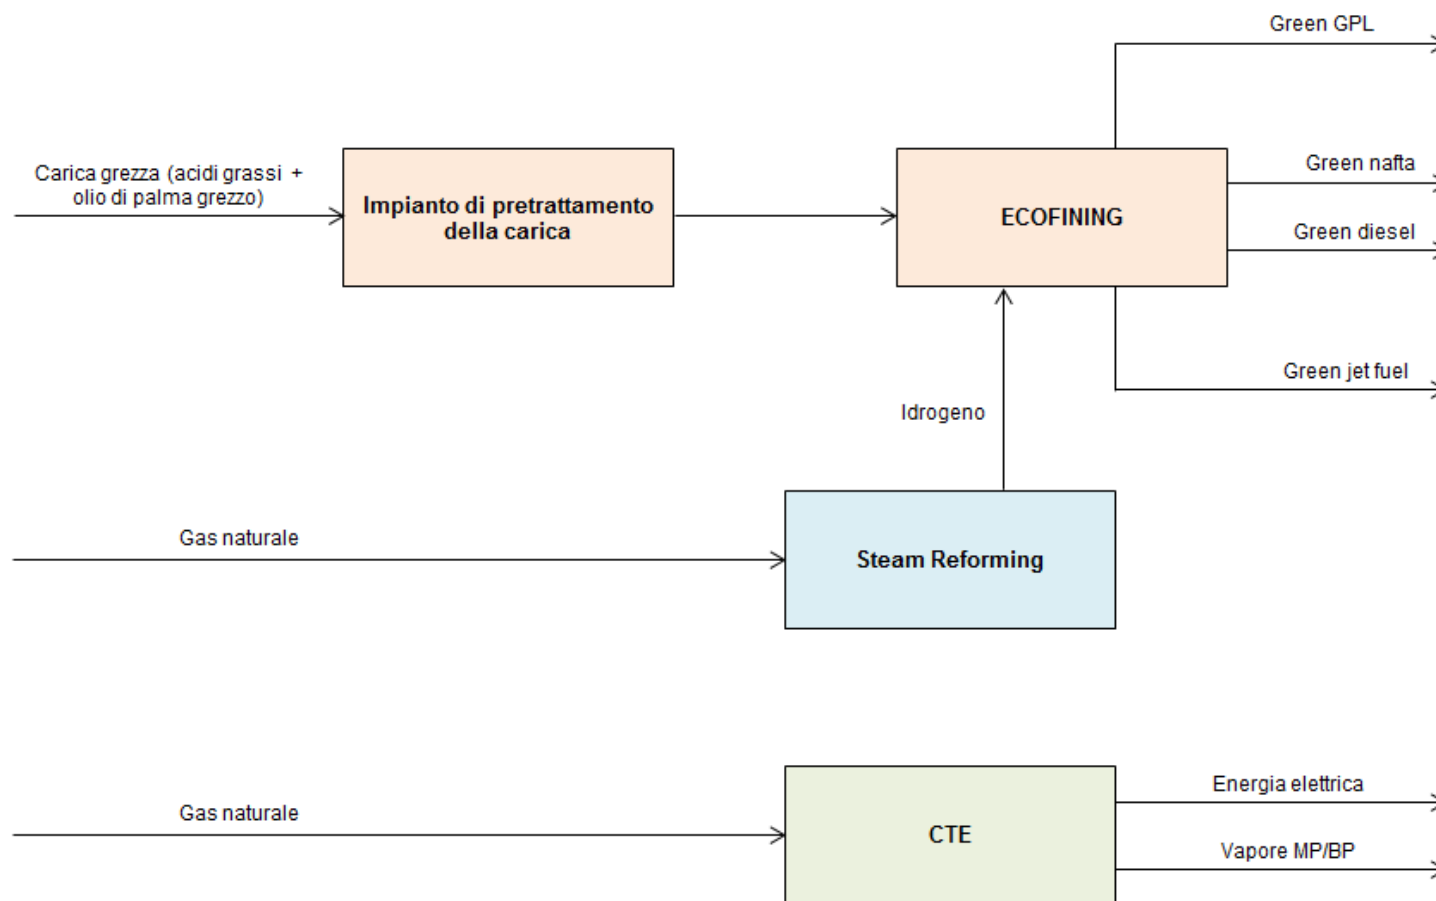 Green GPL
Carica grezza (acidi grassi +
olio di palma grezzo)
Impianto di pretrattamento
della carica
ECOFINING
Green nafta
Green diesel
Green jet fuel
Idrogeno
Gas naturale
Steam Reforming
Gas naturale
CTE
Energia elettrica
Vapore MP/BP